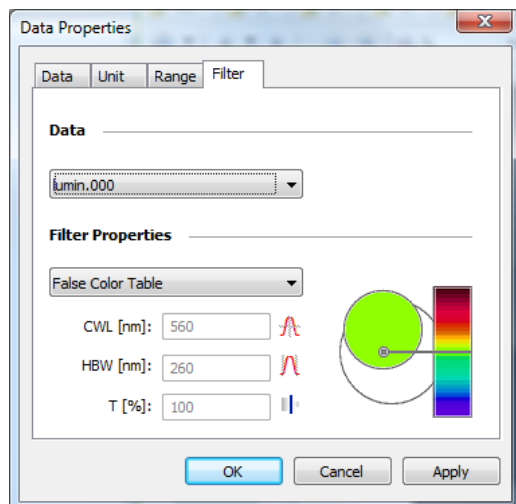 Data Properties
Data Unit Range Filter
Data
lumin.000
Filter Properties
False Color Table
CWL [nm]: 560
HBW [nm]: 260
T [%]: 100
OK Cancel Apply